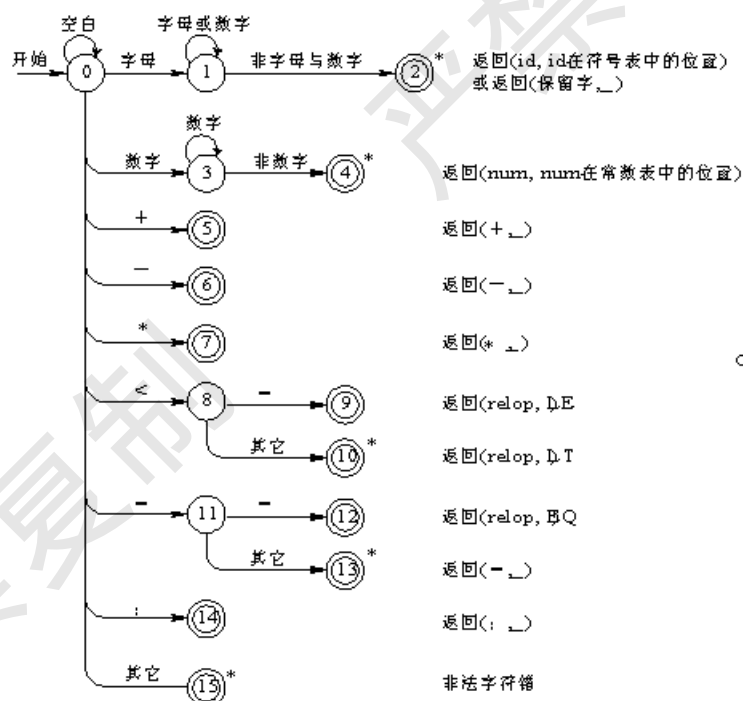 空白
字母或数字
开始
0
字母
1
非字母与数字
2
*
返回(id, id在符号表中的位置)
或返回(保留字,_)
数字
数字
3
非数字
4
*
返回(num, num在常数表中的位置)
+
5
返回(+,_)
—
6
返回(—,_)
*
7
返回(* _)
<
8
=
9
返回(relop, LE
其它
10
*
返回(relop, LT
=
11
=
12
返回(relop, EQ
其它
13
*
返回(=,_)
;
14
返回(; _)
其它
15
*
非法字符错
严禁
复制